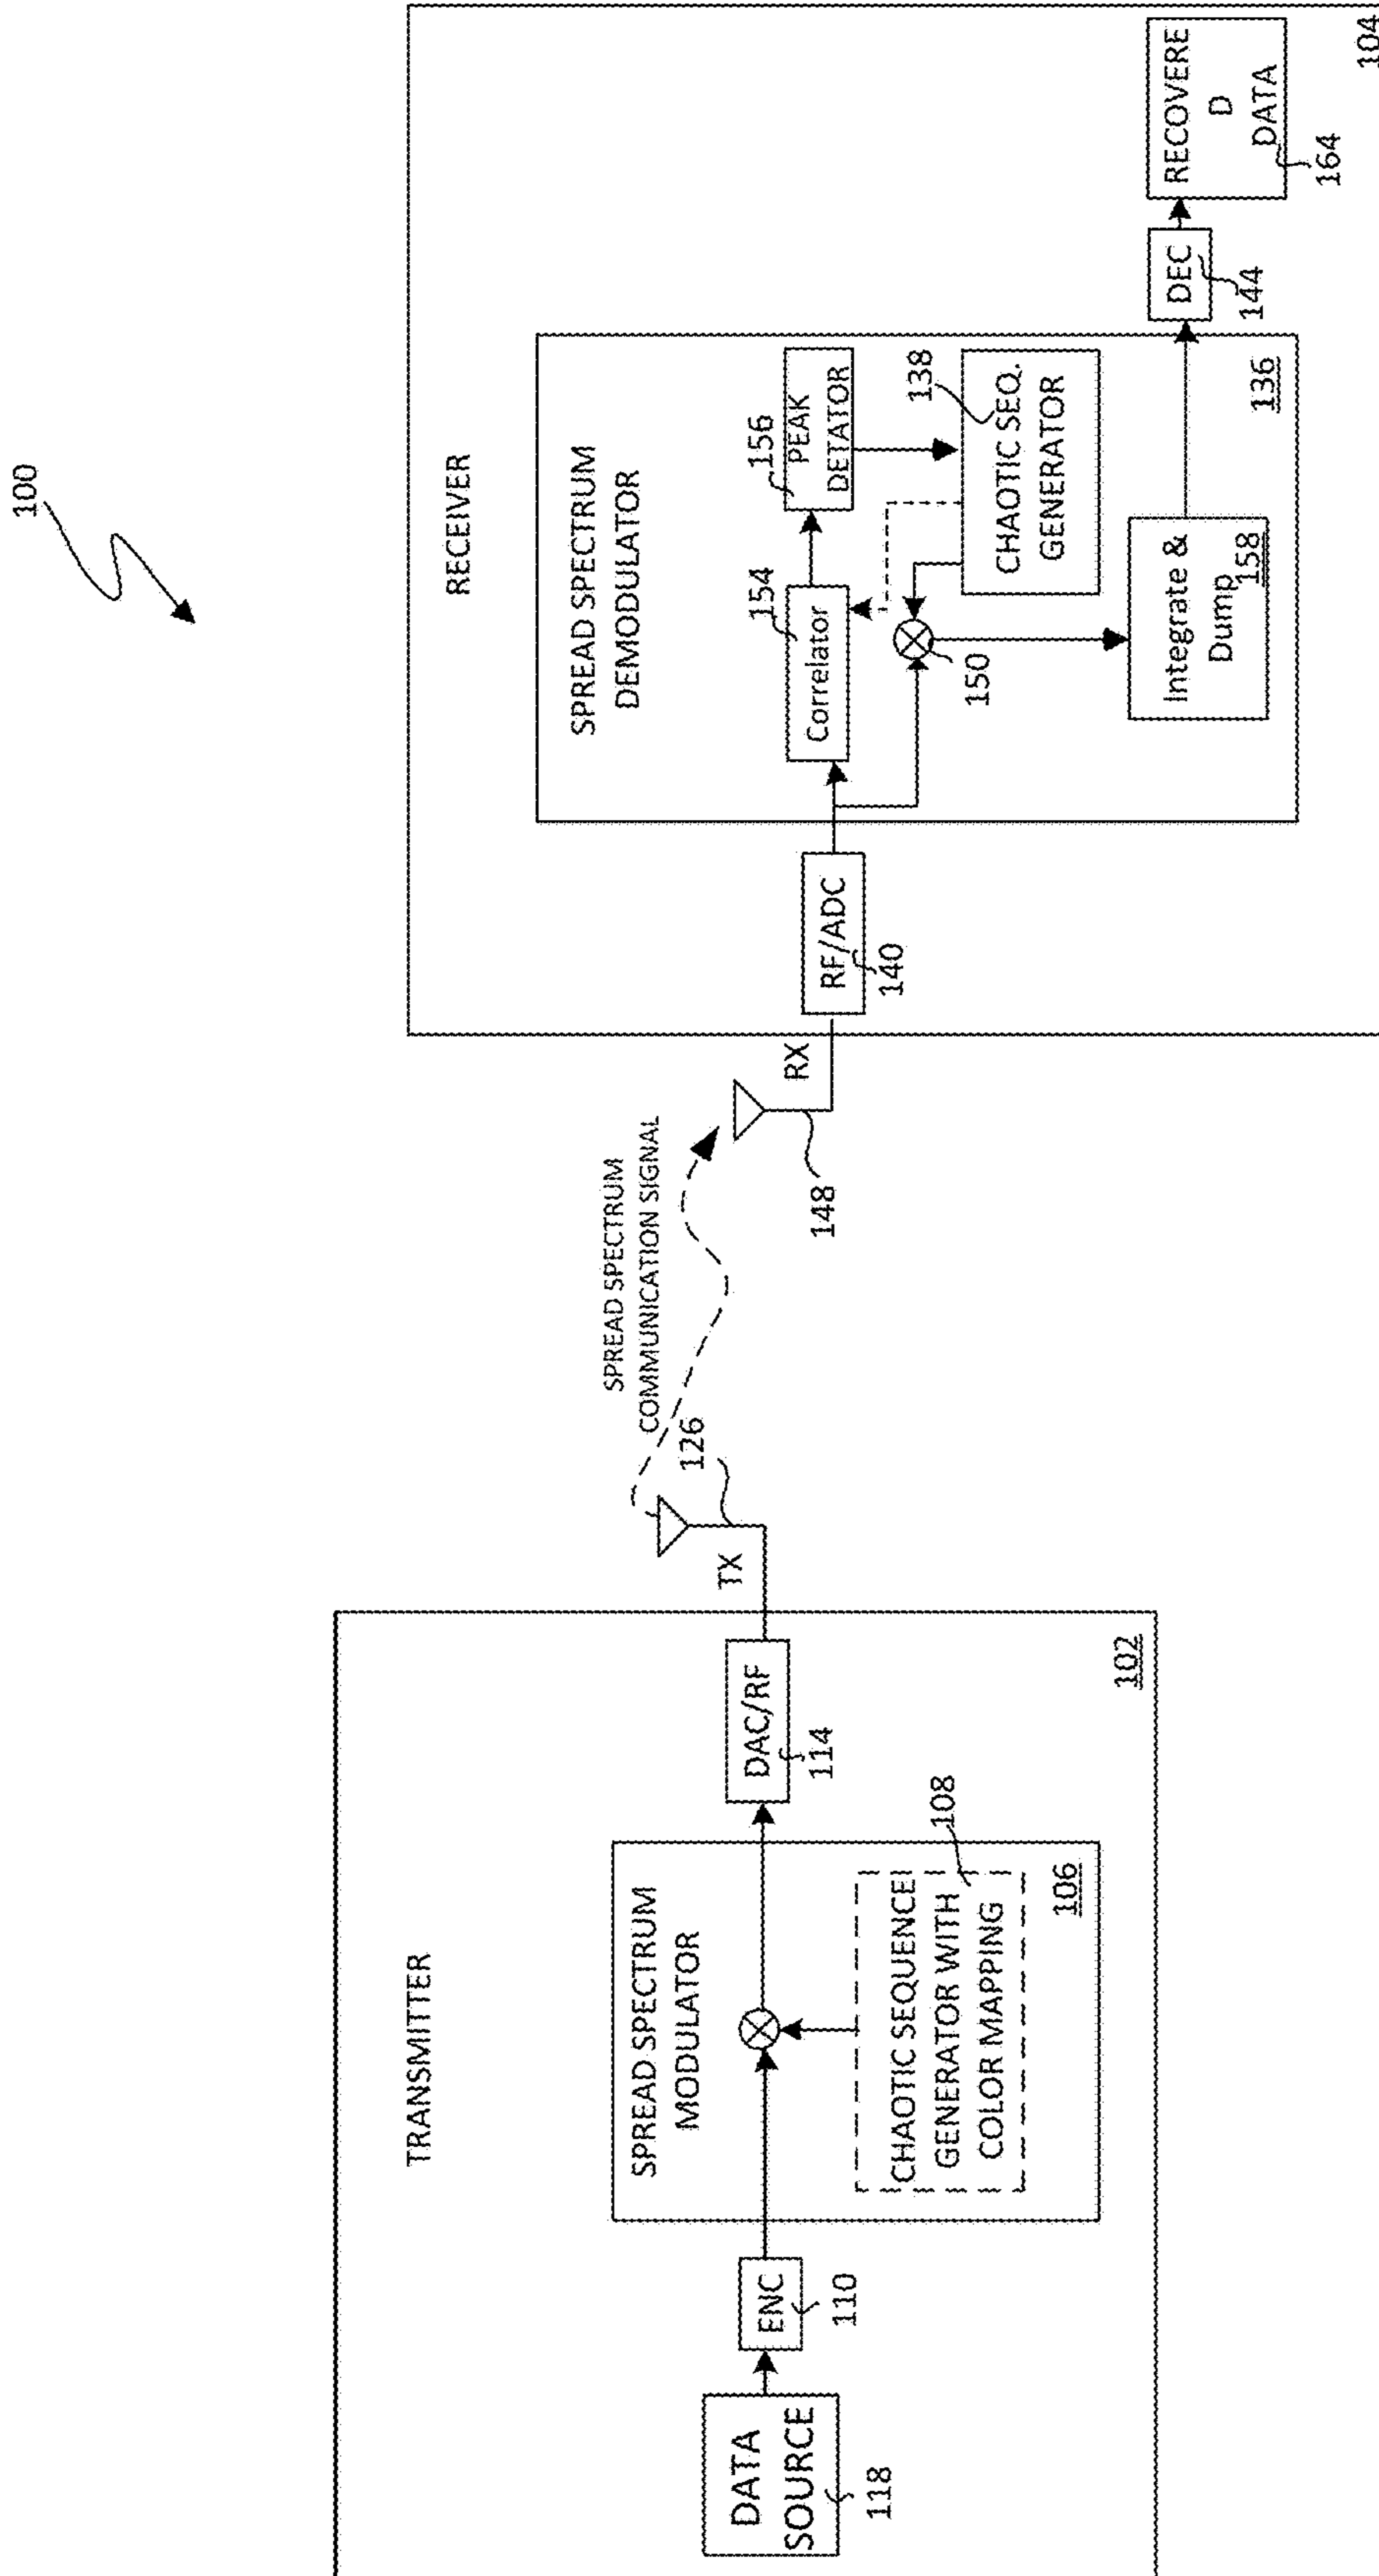 100
TRANSMITTER
DATA
SOURCE
118
ENC
110
SPREAD SPECTRUM
MODULATOR
CHAOTIC SEQUENCE
GENERATOR WITH
COLOR MAPPING
108
106
DAC/RF
114
102
TX
126
SPREAD SPECTRUM
COMMUNICATION SIGNAL
148
RX
RECEIVER
RF/ADC
140
SPREAD SPECTRUM
DEMODULATOR
Correlator
154
PEAK
DETATOR
156
150
CHAOTIC SEQ.
GENERATOR
138
Integrate &
Dump
158
136
DEC
144
RECOVERE
D
DATA
164
104